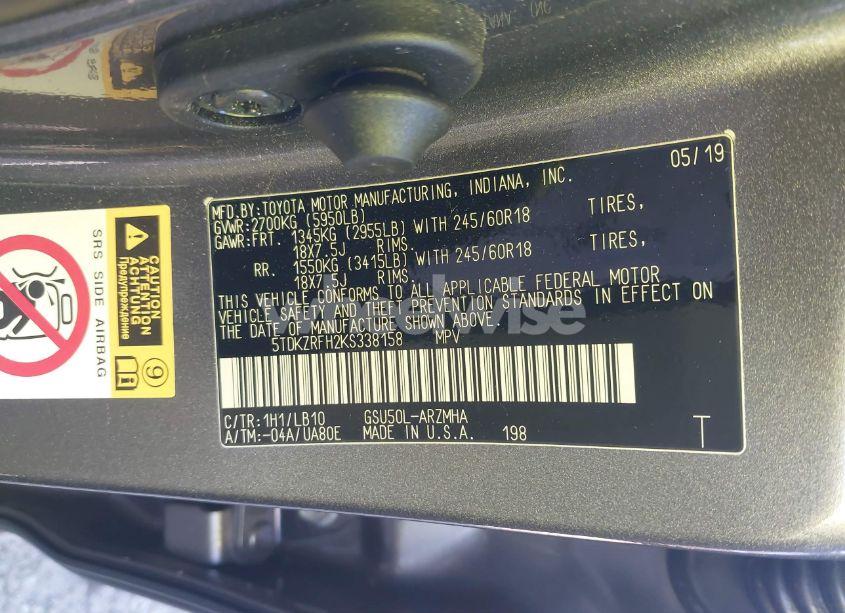 05/19
MFD.BY:TOYOTA MOTOR MANUFACTURING, INDIANA, INC.
GVWR:2700KG (5950LB)
GAWR:FRT. 1345KG (2955LB) WITH 245/60R18 TIRES,
18X7.5J RIMS.
RR. 1550KG (3415LB) WITH 245/60R18 TIRES,
18X7.5J RIMS.
THIS VEHICLE CONFORMS TO ALL APPLICABLE FEDERAL MOTOR
VEHICLE SAFETY AND THEFT PREVENTION STANDARDS IN EFFECT ON
THE DATE OF MANUFACTURE SHOWN ABOVE.
5TDKZRFH2KS338158 MPV
C/TR:1H1/LB10 GSU50L-ARZMHA
A/TM:-04A/UA80E MADE IN U.S.A. 198
T
SRS SIDE AIRBAG
CAUTION
ATTENTION
ACHTUNG
Предупреждение
9